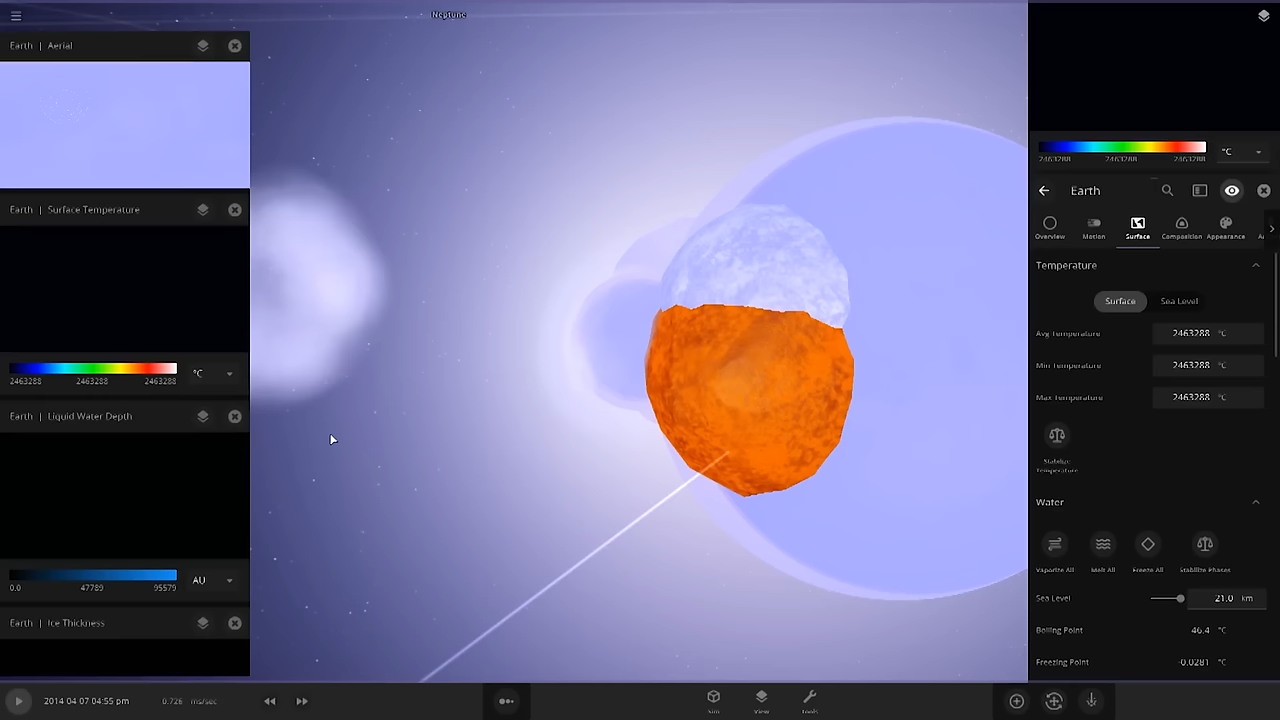 Neptune
Earth | Aerial
Earth | Surface Temperature
2463288 2463288 2463288
°C
Earth | Liquid Water Depth
0.0 47789 95579
AU
Earth | Ice Thickness
2463288 2463288 2463288
°C
Earth
Overview Motion Surface Composition Appearance
Temperature
Surface Sea Level
Avg Temperature 2463288 °C
Min Temperature 2463288 °C
Max Temperature 2463288 °C
Stabilize
Temperature
Water
Vaporize All Melt All Freeze All Stabilize Phases
Sea Level 21.0 km
Boiling Point 46.4 °C
Freezing Point -0.0281 °C
2014 04 07 04:55 pm 0.726 ms/sec
Sim View Tools